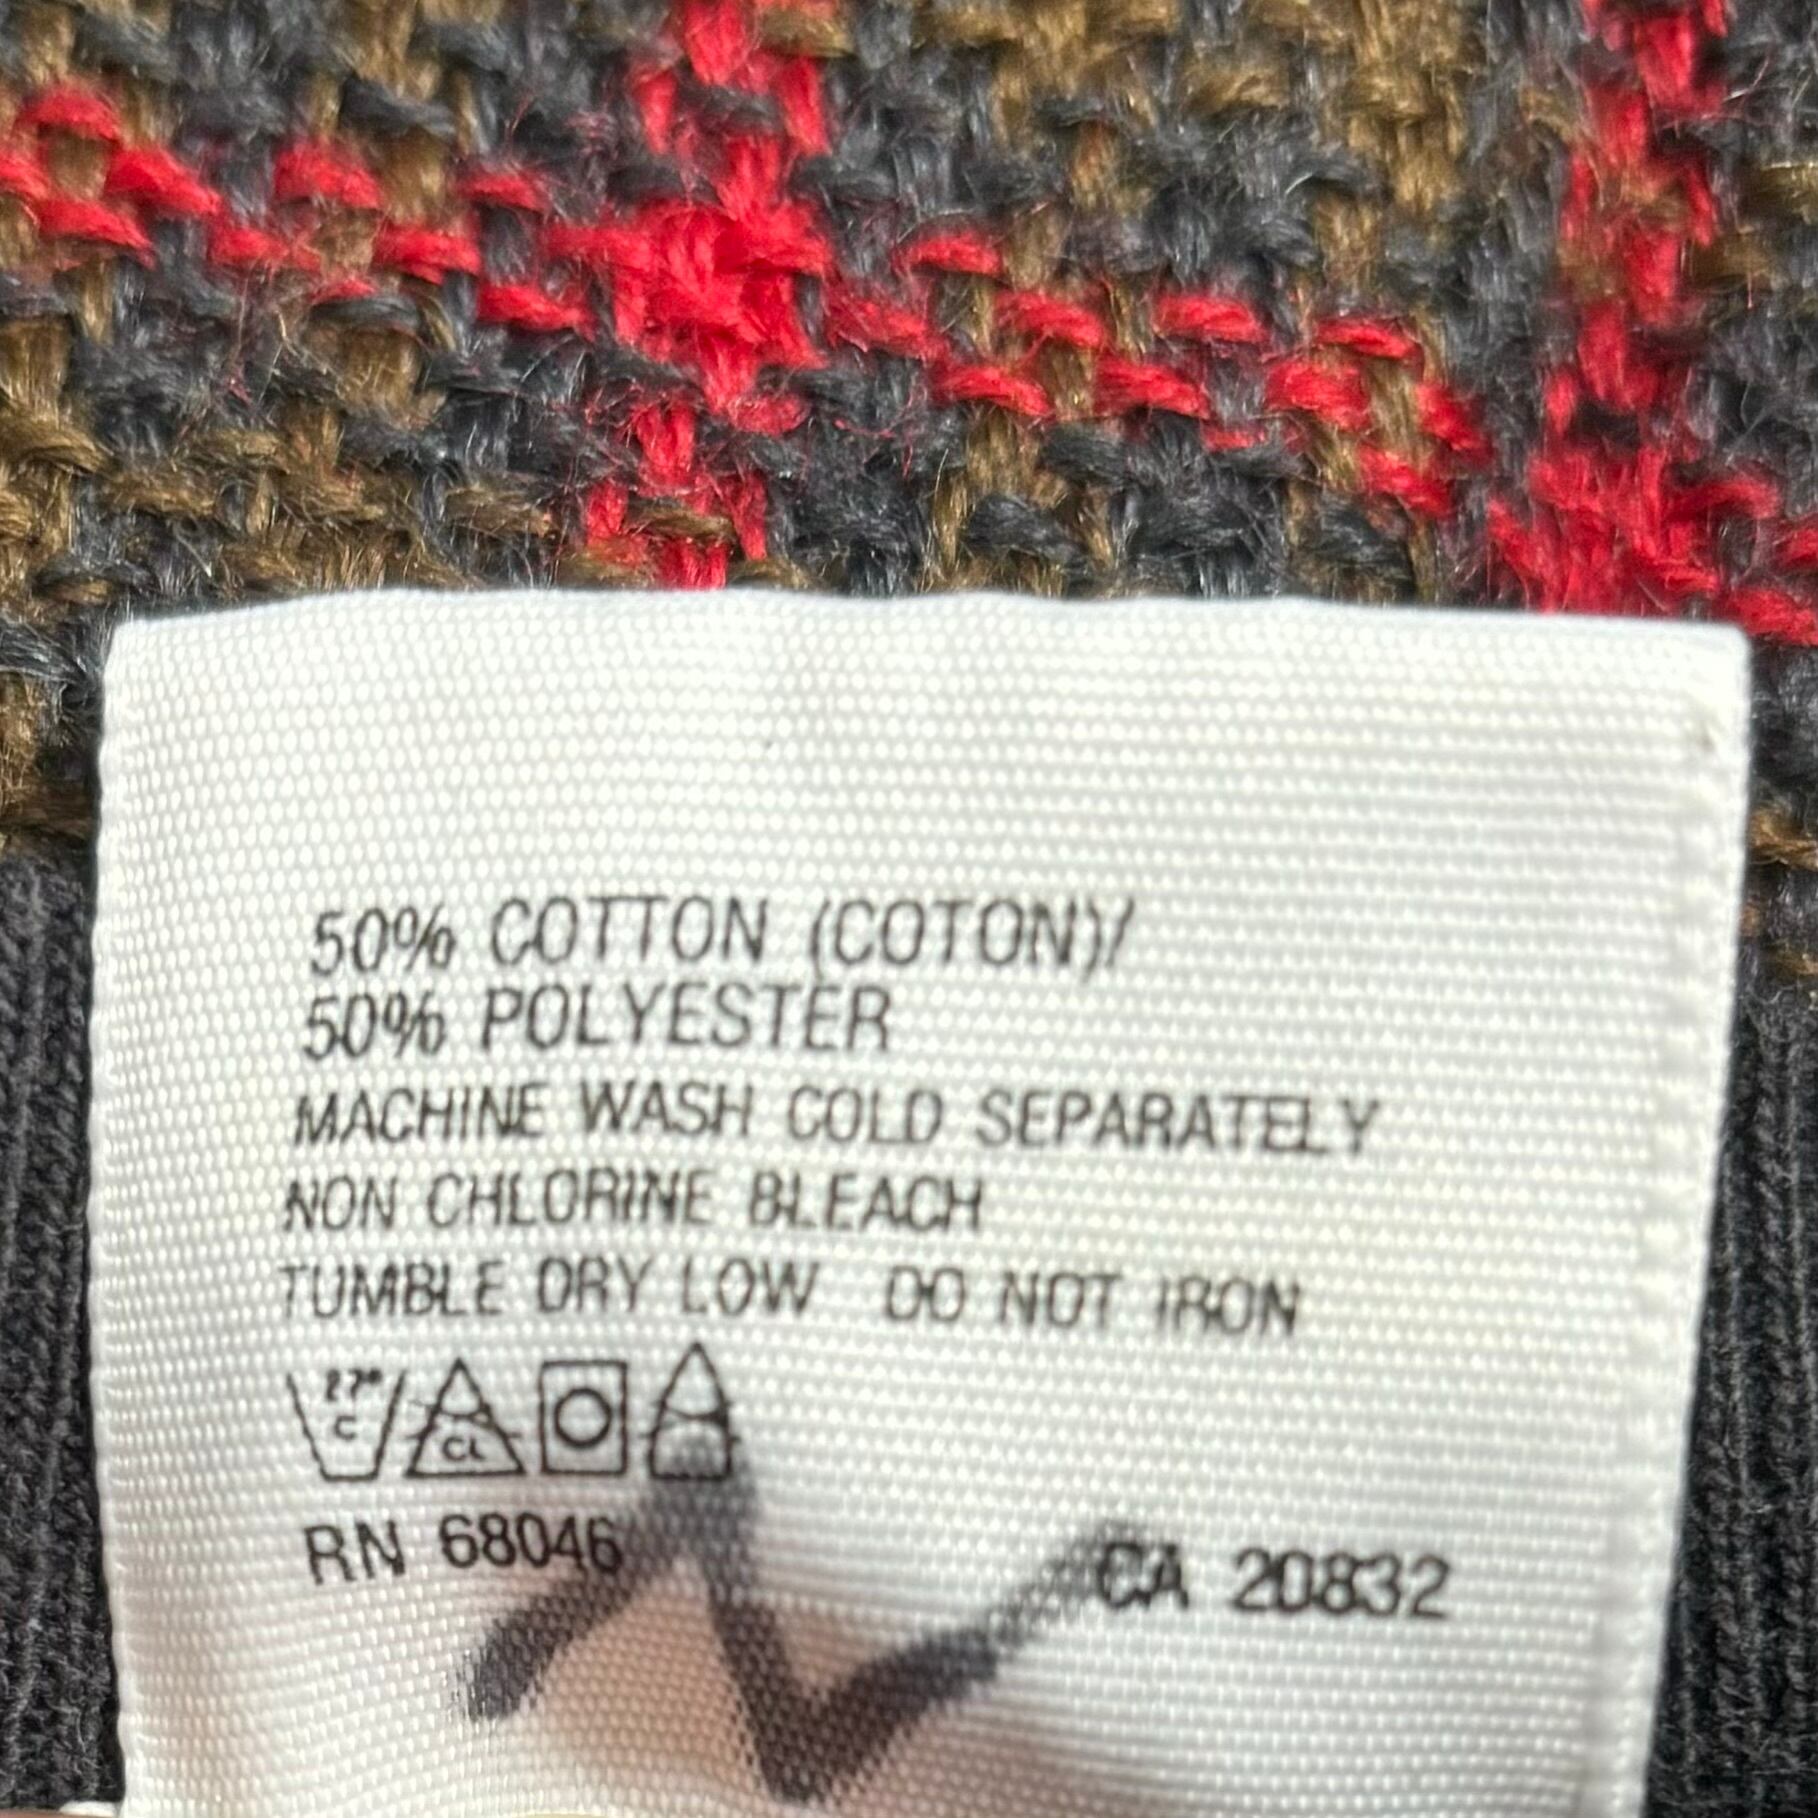 50% COTTON (COTON)/
50% POLYESTER
MACHINE WASH COLD SEPARATELY
NON CHLORINE BLEACH
TUMBLE DRY LOW DO NOT IRON
27° C CL
RN 68046 CA 20832